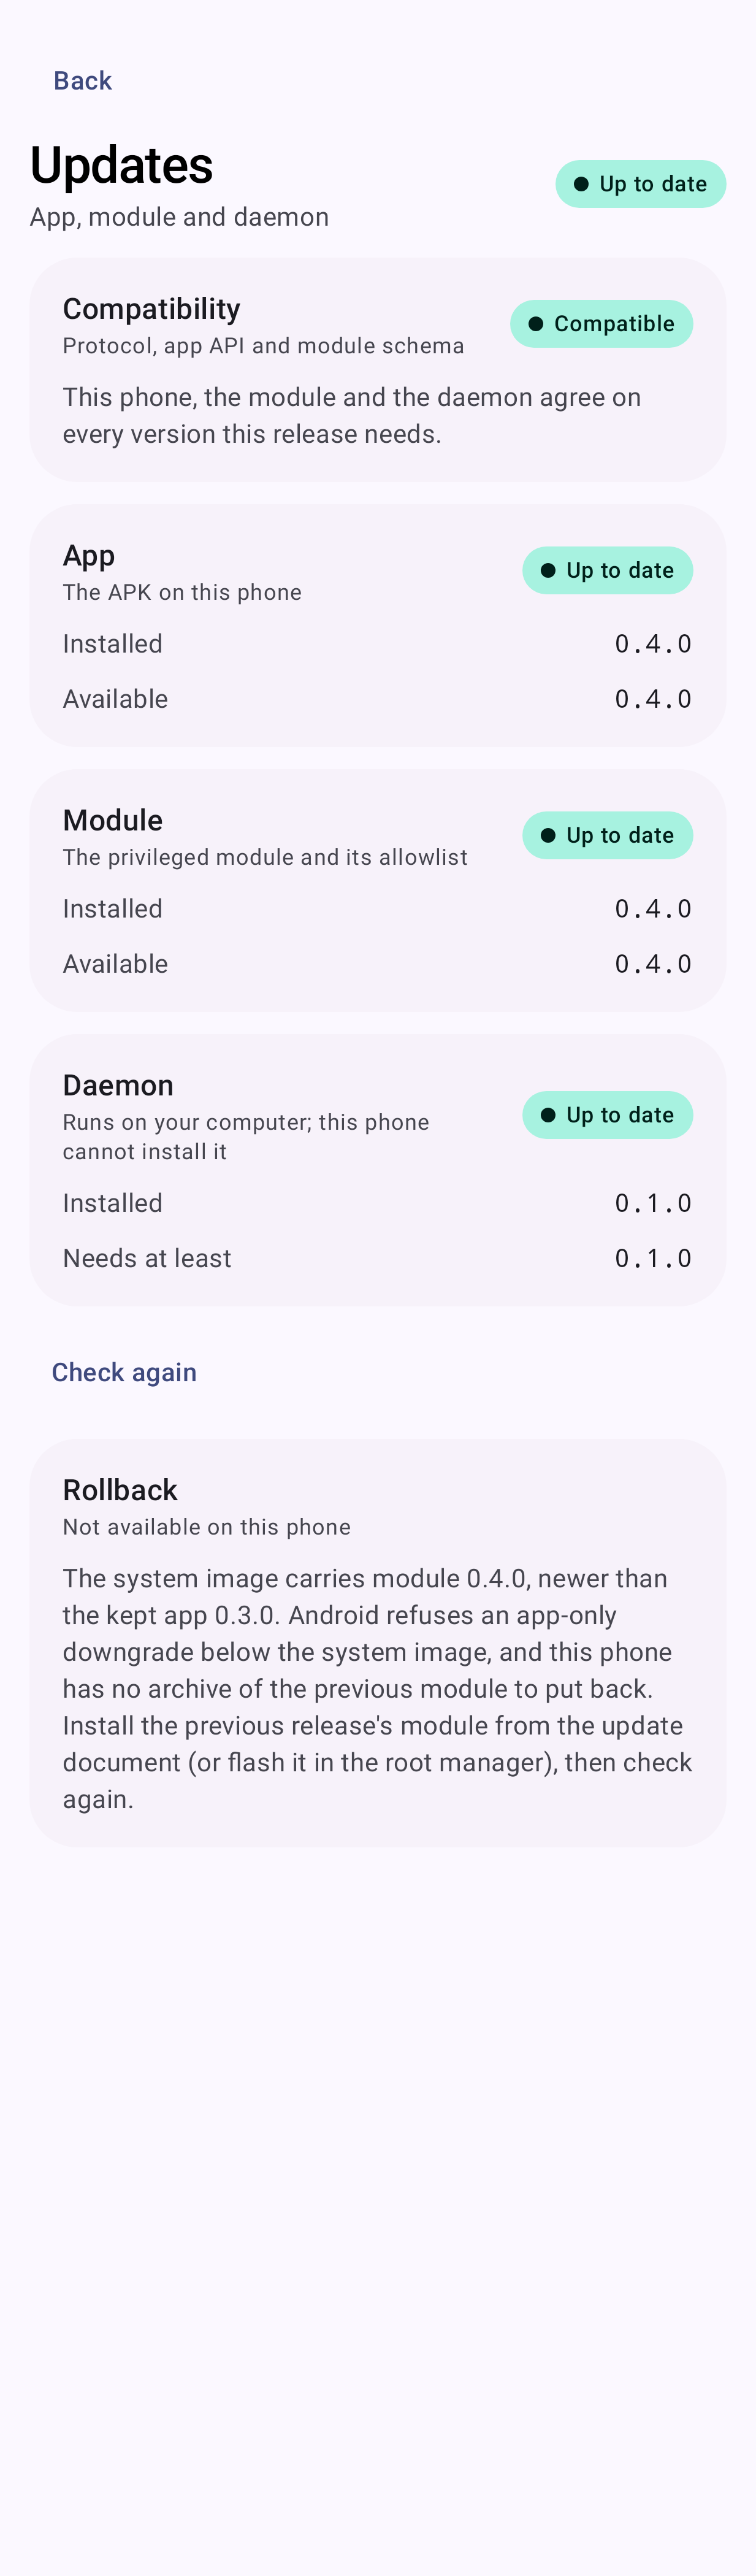 Back
Updates
App, module and daemon
Up to date
Compatibility
Protocol, app API and module schema
Compatible
This phone, the module and the daemon agree on
every version this release needs.
App
The APK on this phone
Up to date
Installed 0.4.0
Available 0.4.0
Module
The privileged module and its allowlist
Up to date
Installed 0.4.0
Available 0.4.0
Daemon
Runs on your computer; this phone
cannot install it
Up to date
Installed 0.1.0
Needs at least 0.1.0
Check again
Rollback
Not available on this phone
The system image carries module 0.4.0, newer than
the kept app 0.3.0. Android refuses an app-only
downgrade below the system image, and this phone
has no archive of the previous module to put back.
Install the previous release's module from the update
document (or flash it in the root manager), then check
again.